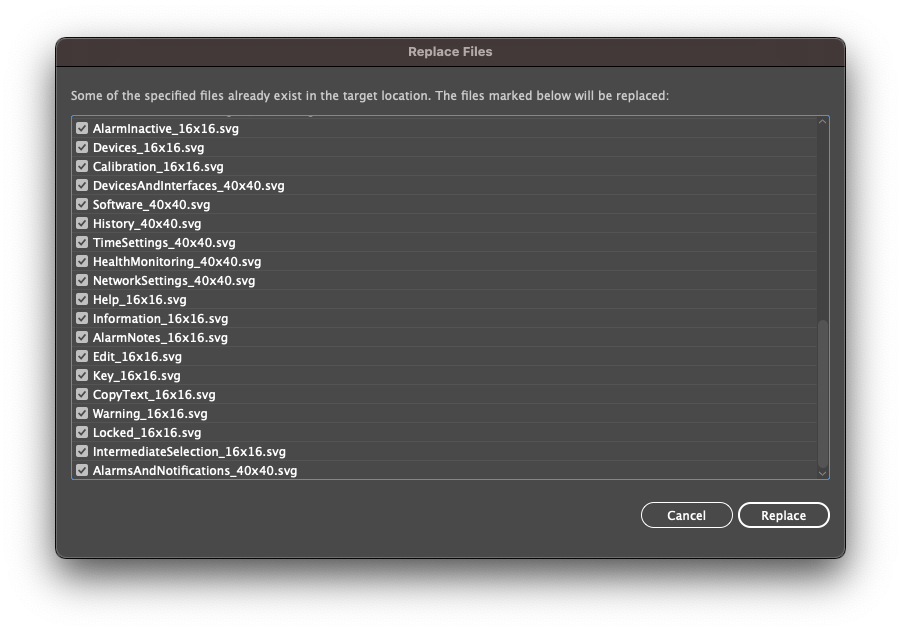 Replace Files
Some of the specified files already exist in the target location. The files marked below will be replaced:
AlarmInactive_16x16.svg
Devices_16x16.svg
Calibration_16x16.svg
DevicesAndInterfaces_40x40.svg
Software_40x40.svg
History_40x40.svg
TimeSettings_40x40.svg
HealthMonitoring_40x40.svg
NetworkSettings_40x40.svg
Help_16x16.svg
Information_16x16.svg
AlarmNotes_16x16.svg
Edit_16x16.svg
Key_16x16.svg
CopyText_16x16.svg
Warning_16x16.svg
Locked_16x16.svg
IntermediateSelection_16x16.svg
AlarmsAndNotifications_40x40.svg
Cancel Replace